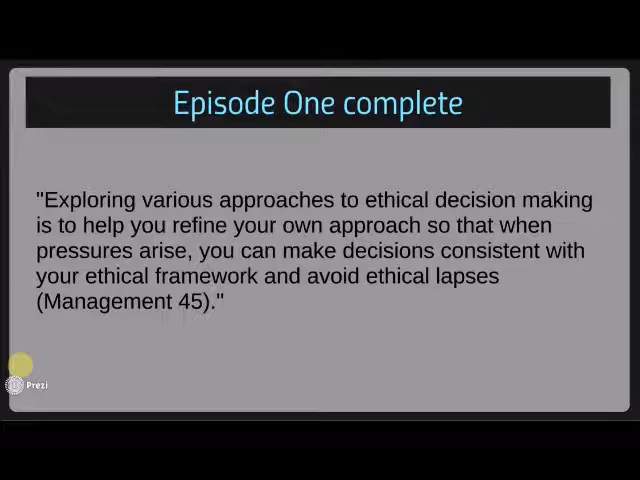 Episode One complete
"Exploring various approaches to ethical decision making
is to help you refine your own approach so that when
pressures arise, you can make decisions consistent with
your ethical framework and avoid ethical lapses
(Management 45)."
Prezi